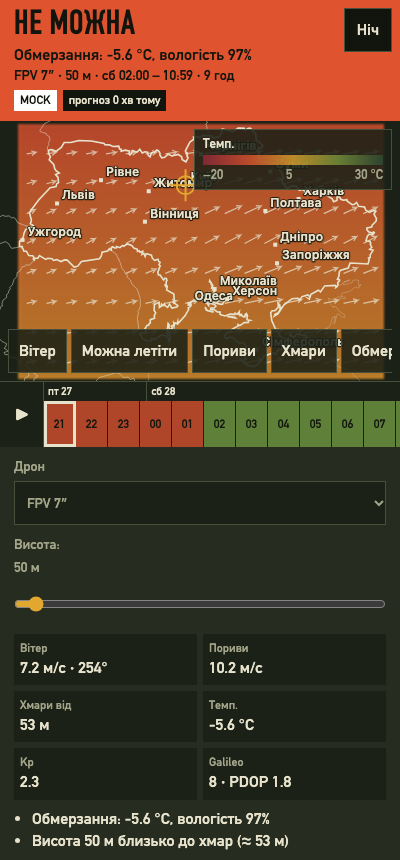 НЕ МОЖНА
Ніч
Обмерзання: -5.6 °C, вологість 97%
FPV 7″ · 50 м · сб 02:00 – 10:59 · 9 год
МОСК
прогноз 0 хв тому
Темп.
−20 5 30 °C
Рівне
Львів
Харків
Полтава
Вінниця
Ужгород
Дніпро
Запоріжжя
Миколаїв
Одеса
Херсон
Вітер
Можна летіти
Пориви
Хмари
пт 27
сб 28
21 22 23 00 01 02 03 04 05 06 07
Дрон
FPV 7″
Висота:
50 м
Вітер
7.2 м/с · 254°
Пориви
10.2 м/с
Хмари від
53 м
Темп.
-5.6 °C
Kp
2.3
Galileo
8 · PDOP 1.8
• Обмерзання: -5.6 °C, вологість 97%
• Висота 50 м близько до хмар (≈ 53 м)